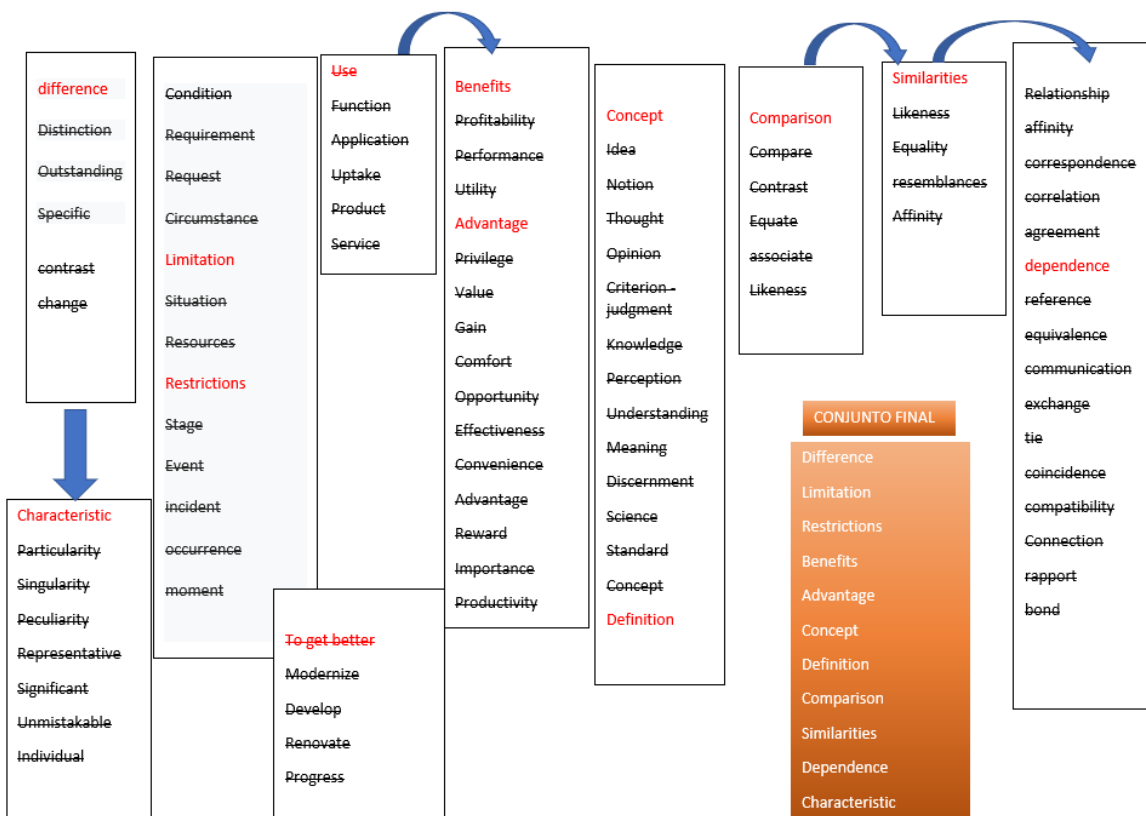 difference
Distinction
Outstanding
Specific
contrast
change
Characteristic
Particularity
Singularity
Peculiarity
Representative
Significant
Unmistakable
Individual
Condition
Requirement
Request
Circumstance
Limitation
Situation
Resources
Restrictions
Stage
Event
incident
occurrence
moment
Use
Function
Application
Uptake
Product
Service
To get better
Modernize
Develop
Renovate
Progress
Benefits
Profitability
Performance
Utility
Advantage
Privilege
Value
Gain
Comfort
Opportunity
Effectiveness
Convenience
Advantage
Reward
Importance
Productivity
Concept
Idea
Notion
Thought
Opinion
Criterion -
judgment
Knowledge
Perception
Understanding
Meaning
Discernment
Science
Standard
Concept
Definition
Comparison
Compare
Contrast
Equate
associate
Likeness
Similarities
Likeness
Equality
resemblances
Affinity
Relationship
affinity
correspondence
correlation
agreement
dependence
reference
equivalence
communication
exchange
tie
coincidence
compatibility
Connection
rapport
bond
CONJUNTO FINAL
Difference
Limitation
Restrictions
Benefits
Advantage
Concept
Definition
Comparison
Similarities
Dependence
Characteristic